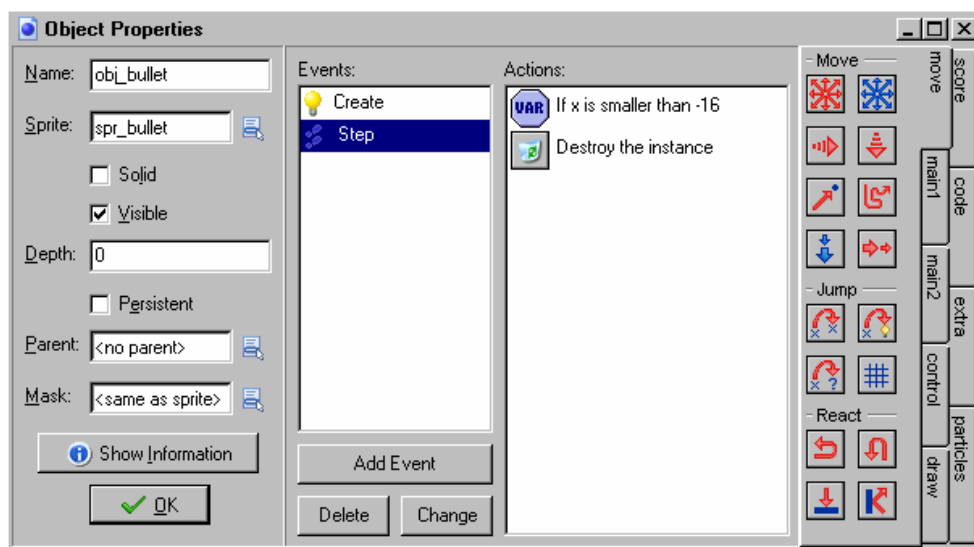 Object Properties
Name: obj_bullet
Sprite: spr_bullet
Solid
Visible
Depth: 0
Persistent
Parent: <no parent>
Mask: <same as sprite>
Show Information
OK
Events:
Create
Step
Add Event
Delete Change
Actions:
VAR If x is smaller than -16
Destroy the instance
Move
Jump
React
move
main1
main2
control
draw
score
code
extra
particles